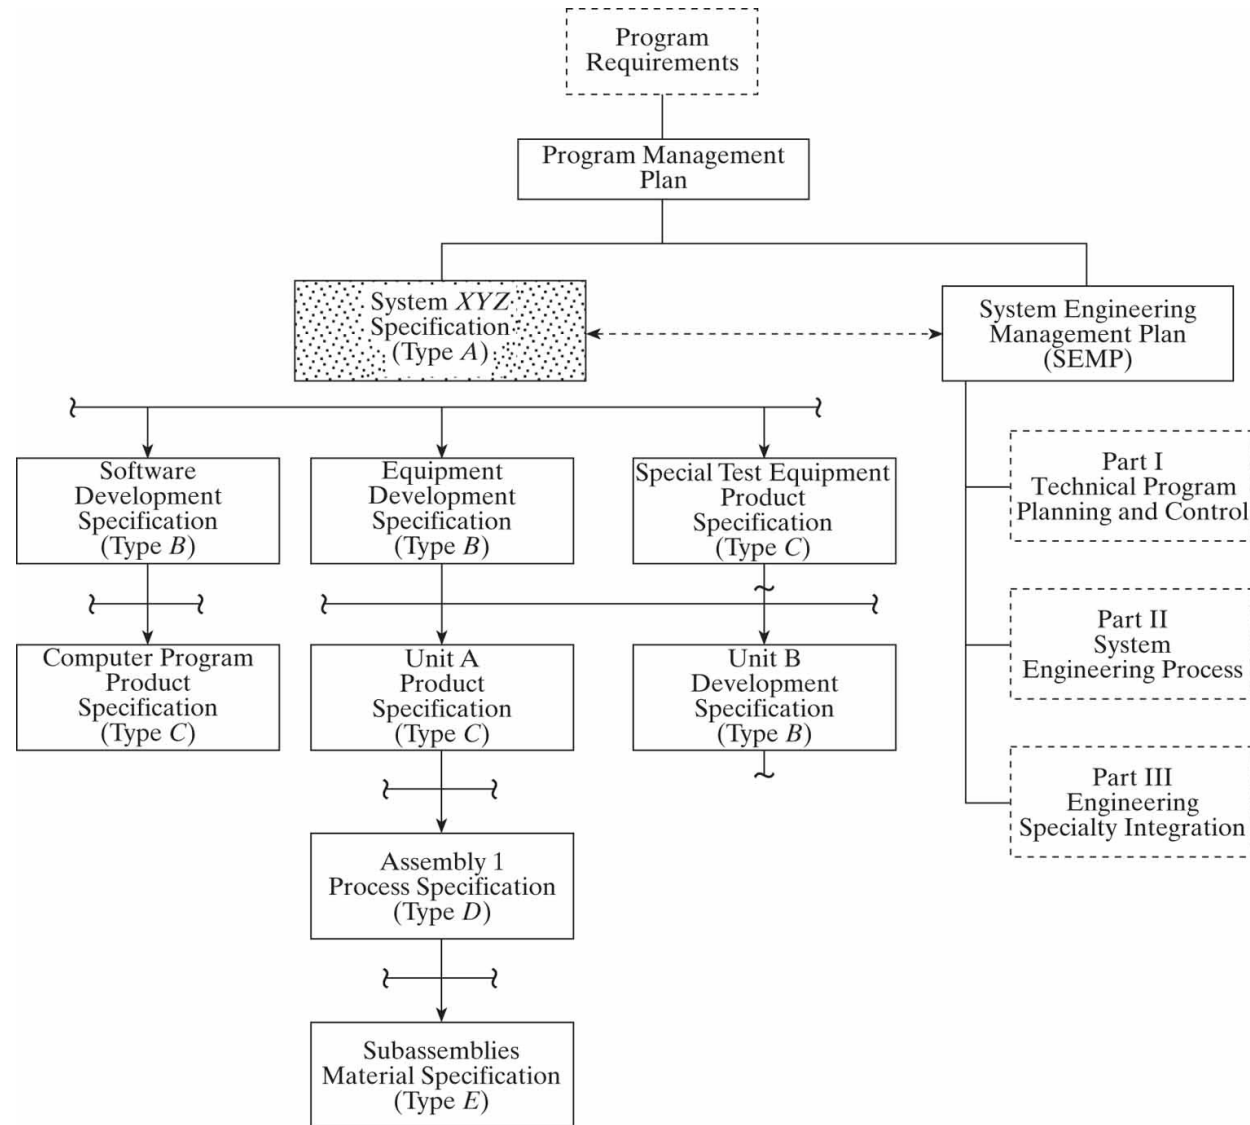 Program
Requirements
Program Management
Plan
System XYZ
Specification
(Type A)
System Engineering
Management Plan
(SEMP)
Software
Development
Specification
(Type B)
Equipment
Development
Specification
(Type B)
Special Test Equipment
Product
Specification
(Type C)
Part I
Technical Program
Planning and Control
Computer Program
Product
Specification
(Type C)
Unit A
Product
Specification
(Type C)
Unit B
Development
Specification
(Type B)
Part II
System
Engineering Process
Part III
Engineering
Specialty Integration
Assembly 1
Process Specification
(Type D)
Subassemblies
Material Specification
(Type E)